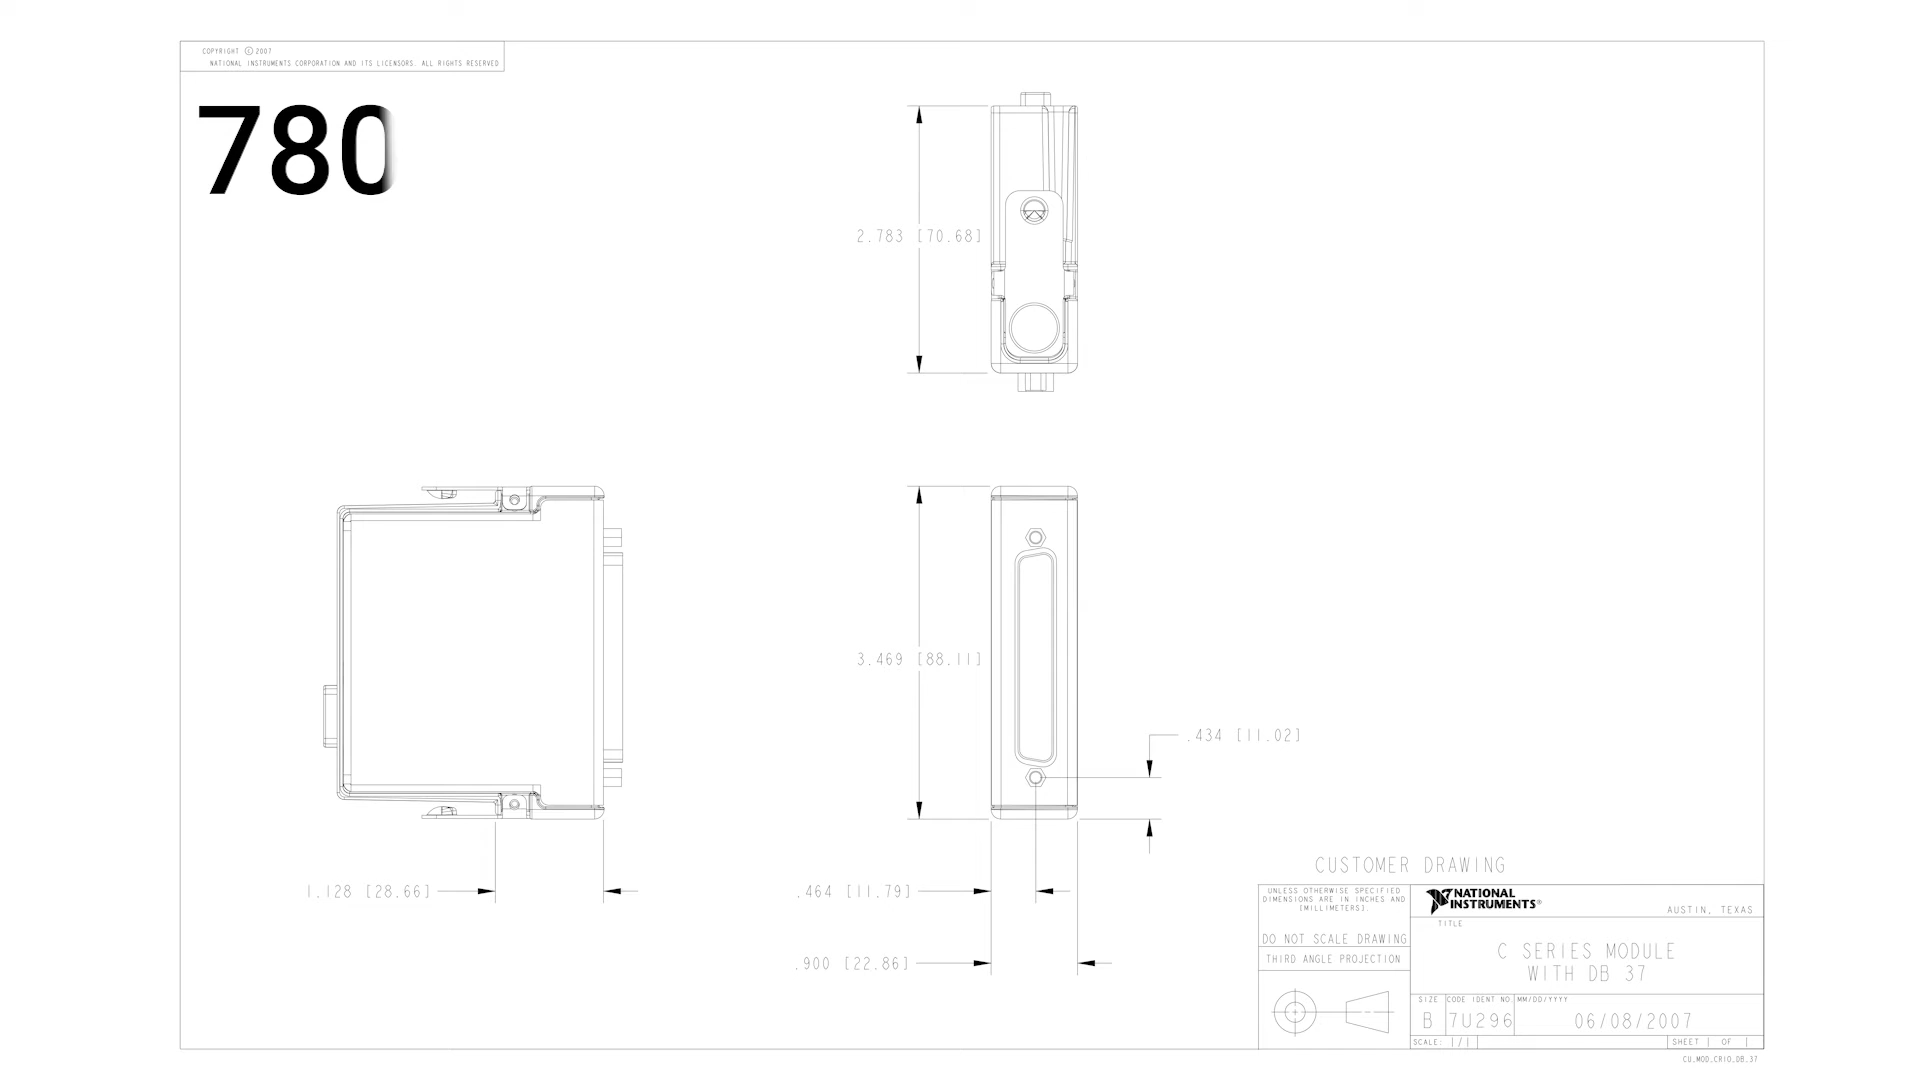 COPYRIGHT © 2007
NATIONAL INSTRUMENTS CORPORATION AND ITS LICENSORS. ALL RIGHTS RESERVED
780
2.783 [70.68]
3.469 [88.11]
.434 [11.02]
1.128 [28.66]
.464 [11.79]
.900 [22.86]
CUSTOMER DRAWING
UNLESS OTHERWISE SPECIFIED
DIMENSIONS ARE IN INCHES AND
[MILLIMETERS].
DO NOT SCALE DRAWING
THIRD ANGLE PROJECTION
NATIONAL
INSTRUMENTS®
AUSTIN, TEXAS
TITLE
C SERIES MODULE
WITH DB 37
SIZE CODE IDENT NO. MM/DD/YYYY
B 7U296 06/08/2007
SCALE: 1/1 SHEET 1 OF 1
CU_MOD_CRIO_DB_37